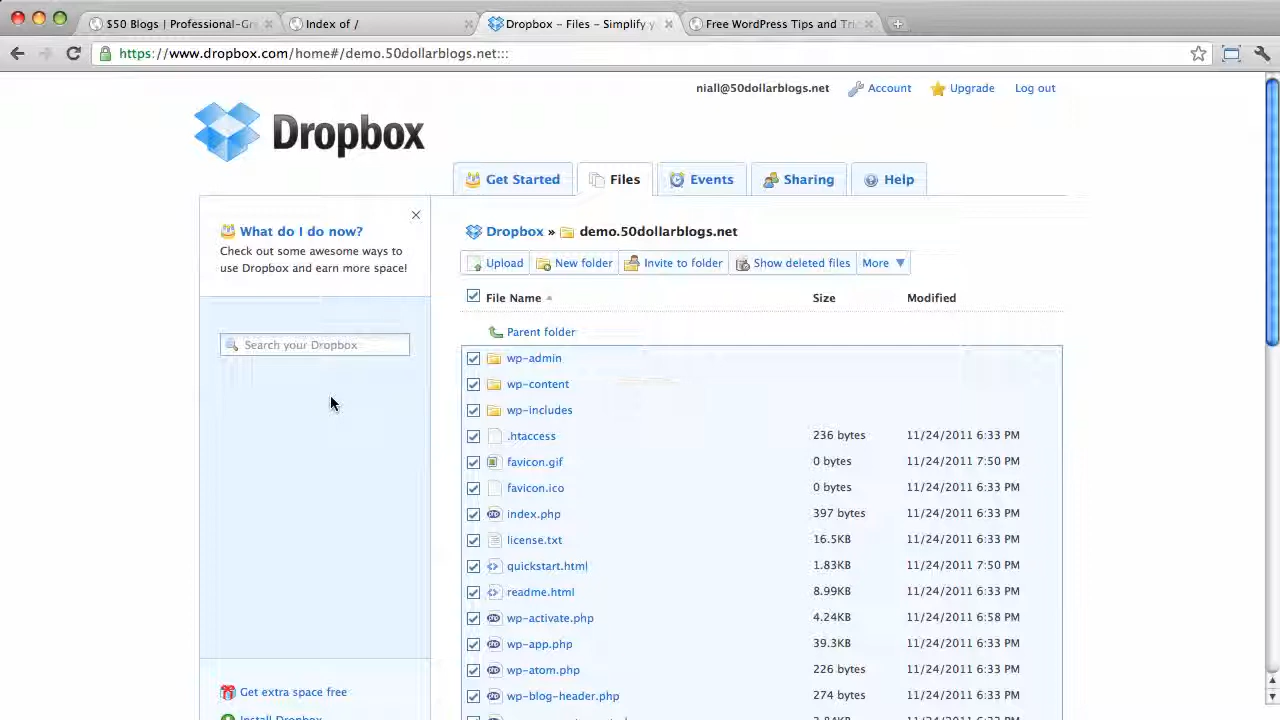 $50 Blogs | Professional-Gr
Index of /
Dropbox – Files – Simplify y
Free WordPress Tips and Tri
https://www.dropbox.com/home#/demo.50dollarblogs.net:::
niall@50dollarblogs.net
Account
Upgrade
Log out
Dropbox
Get Started
Files
Events
Sharing
Help
What do I do now?
Check out some awesome ways to
use Dropbox and earn more space!
Search your Dropbox
Get extra space free
Install Dropbox
Dropbox » demo.50dollarblogs.net
Upload
New folder
Invite to folder
Show deleted files
More
File Name Size Modified
Parent folder
wp-admin
wp-content
wp-includes
.htaccess 236 bytes 11/24/2011 6:33 PM
favicon.gif 0 bytes 11/24/2011 7:50 PM
favicon.ico 0 bytes 11/24/2011 6:33 PM
index.php 397 bytes 11/24/2011 6:33 PM
license.txt 16.5KB 11/24/2011 6:33 PM
quickstart.html 1.83KB 11/24/2011 7:50 PM
readme.html 8.99KB 11/24/2011 6:33 PM
wp-activate.php 4.24KB 11/24/2011 6:58 PM
wp-app.php 39.3KB 11/24/2011 6:33 PM
wp-atom.php 226 bytes 11/24/2011 6:33 PM
wp-blog-header.php 274 bytes 11/24/2011 6:33 PM